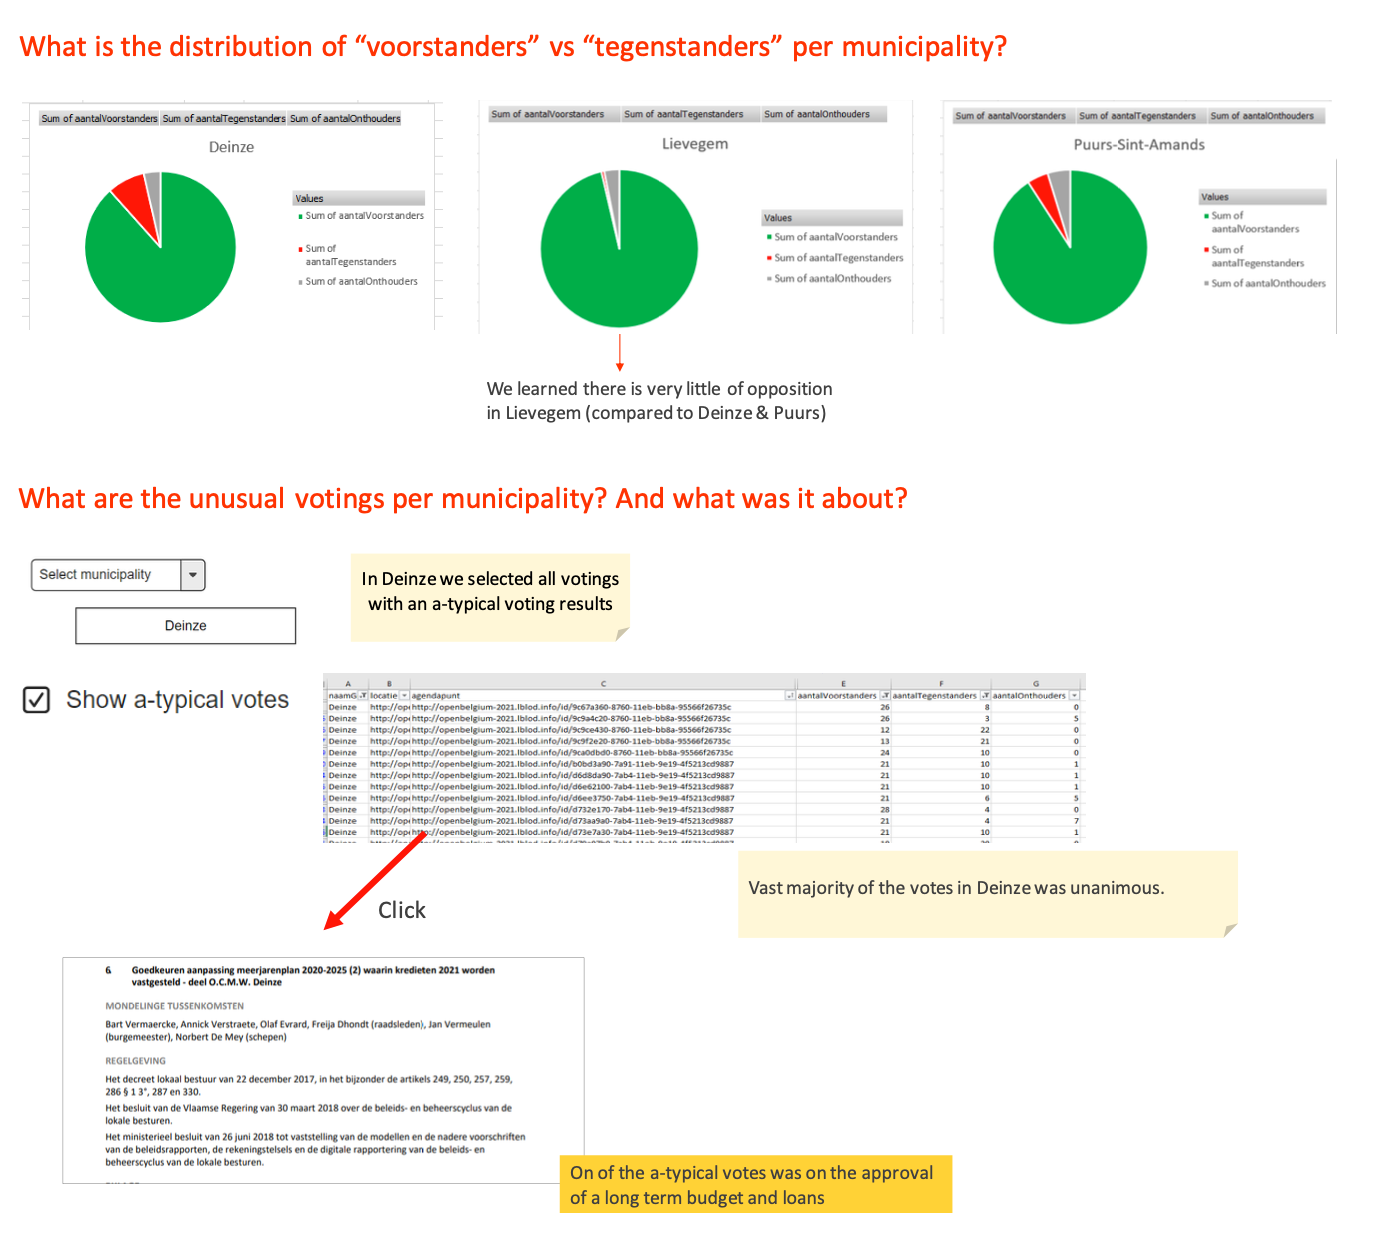 What is the distribution of “voorstanders” vs “tegenstanders” per municipality?
Sum of aantalVoorstanders Sum of aantalTegenstanders Sum of aantalOnthouders
Deinze
Values
Sum of aantalVoorstanders
Sum of
aantalTegenstanders
Sum of aantalOnthouders
Sum of aantalVoorstanders Sum of aantalTegenstanders Sum of aantalOnthouders
Lievegem
Values
Sum of aantalVoorstanders
Sum of aantalTegenstanders
Sum of aantalOnthouders
Sum of aantalVoorstanders Sum of aantalTegenstanders Sum of aantalOnthouders
Puurs-Sint-Amands
Values
Sum of
aantalVoorstanders
Sum of
aantalTegenstanders
Sum of aantalOnthouders
We learned there is very little of opposition
in Lievegem (compared to Deinze & Puurs)
What are the unusual votings per municipality? And what was it about?
Select municipality
Deinze
Show a-typical votes
In Deinze we selected all votings
with an a-typical voting results
A B C E F G
naamG locatie agendapunt aantalVoorstanders aantalTegenstanders aantalOnthouders
Deinze http://op http://openbelgium-2021.lblod.info/id/9c67a360-8760-11eb-bb8a-95566f26735c 26 8 0
Deinze http://op http://openbelgium-2021.lblod.info/id/9c9a4c20-8760-11eb-bb8a-95566f26735c 26 3 5
Deinze http://op http://openbelgium-2021.lblod.info/id/9c9ce430-8760-11eb-bb8a-95566f26735c 12 22 0
Deinze http://op http://openbelgium-2021.lblod.info/id/9c9f2e20-8760-11eb-bb8a-95566f26735c 13 21 0
Deinze http://op http://openbelgium-2021.lblod.info/id/9ca0dbd0-8760-11eb-bb8a-95566f26735c 24 10 0
Deinze http://op http://openbelgium-2021.lblod.info/id/b0bd3a90-7a91-11eb-9e19-4f5213cd9887 21 10 1
Deinze http://op http://openbelgium-2021.lblod.info/id/d6d8da90-7ab4-11eb-9e19-4f5213cd9887 21 10 1
Deinze http://op http://openbelgium-2021.lblod.info/id/d6e62100-7ab4-11eb-9e19-4f5213cd9887 21 10 1
Deinze http://op http://openbelgium-2021.lblod.info/id/d6ee3750-7ab4-11eb-9e19-4f5213cd9887 21 6 5
Deinze http://op http://openbelgium-2021.lblod.info/id/d732e170-7ab4-11eb-9e19-4f5213cd9887 28 4 0
Deinze http://op http://openbelgium-2021.lblod.info/id/d73aa9a0-7ab4-11eb-9e19-4f5213cd9887 21 4 7
Deinze http://op http://openbelgium-2021.lblod.info/id/d73e7a30-7ab4-11eb-9e19-4f5213cd9887 21 10 1
Vast majority of the votes in Deinze was unanimous.
Click
6. Goedkeuren aanpassing meerjarenplan 2020-2025 (2) waarin kredieten 2021 worden
vastgesteld - deel O.C.M.W. Deinze
MONDELINGE TUSSENKOMSTEN
Bart Vermaercke, Annick Verstraete, Olaf Evrard, Freija Dhondt (raadsleden), Jan Vermeulen
(burgemeester), Norbert De Mey (schepen)
REGELGEVING
Het decreet lokaal bestuur van 22 december 2017, in het bijzonder de artikels 249, 250, 257, 259,
286 § 1 3°, 287 en 330.
Het besluit van de Vlaamse Regering van 30 maart 2018 over de beleids- en beheerscyclus van de
lokale besturen.
Het ministerieel besluit van 26 juni 2018 tot vaststelling van de modellen en de nadere voorschriften
van de beleidsrapporten, de rekeningstelsels en de digitale rapportering van de beleids- en
beheerscyclus van de lokale besturen.
On of the a-typical votes was on the approval
of a long term budget and loans